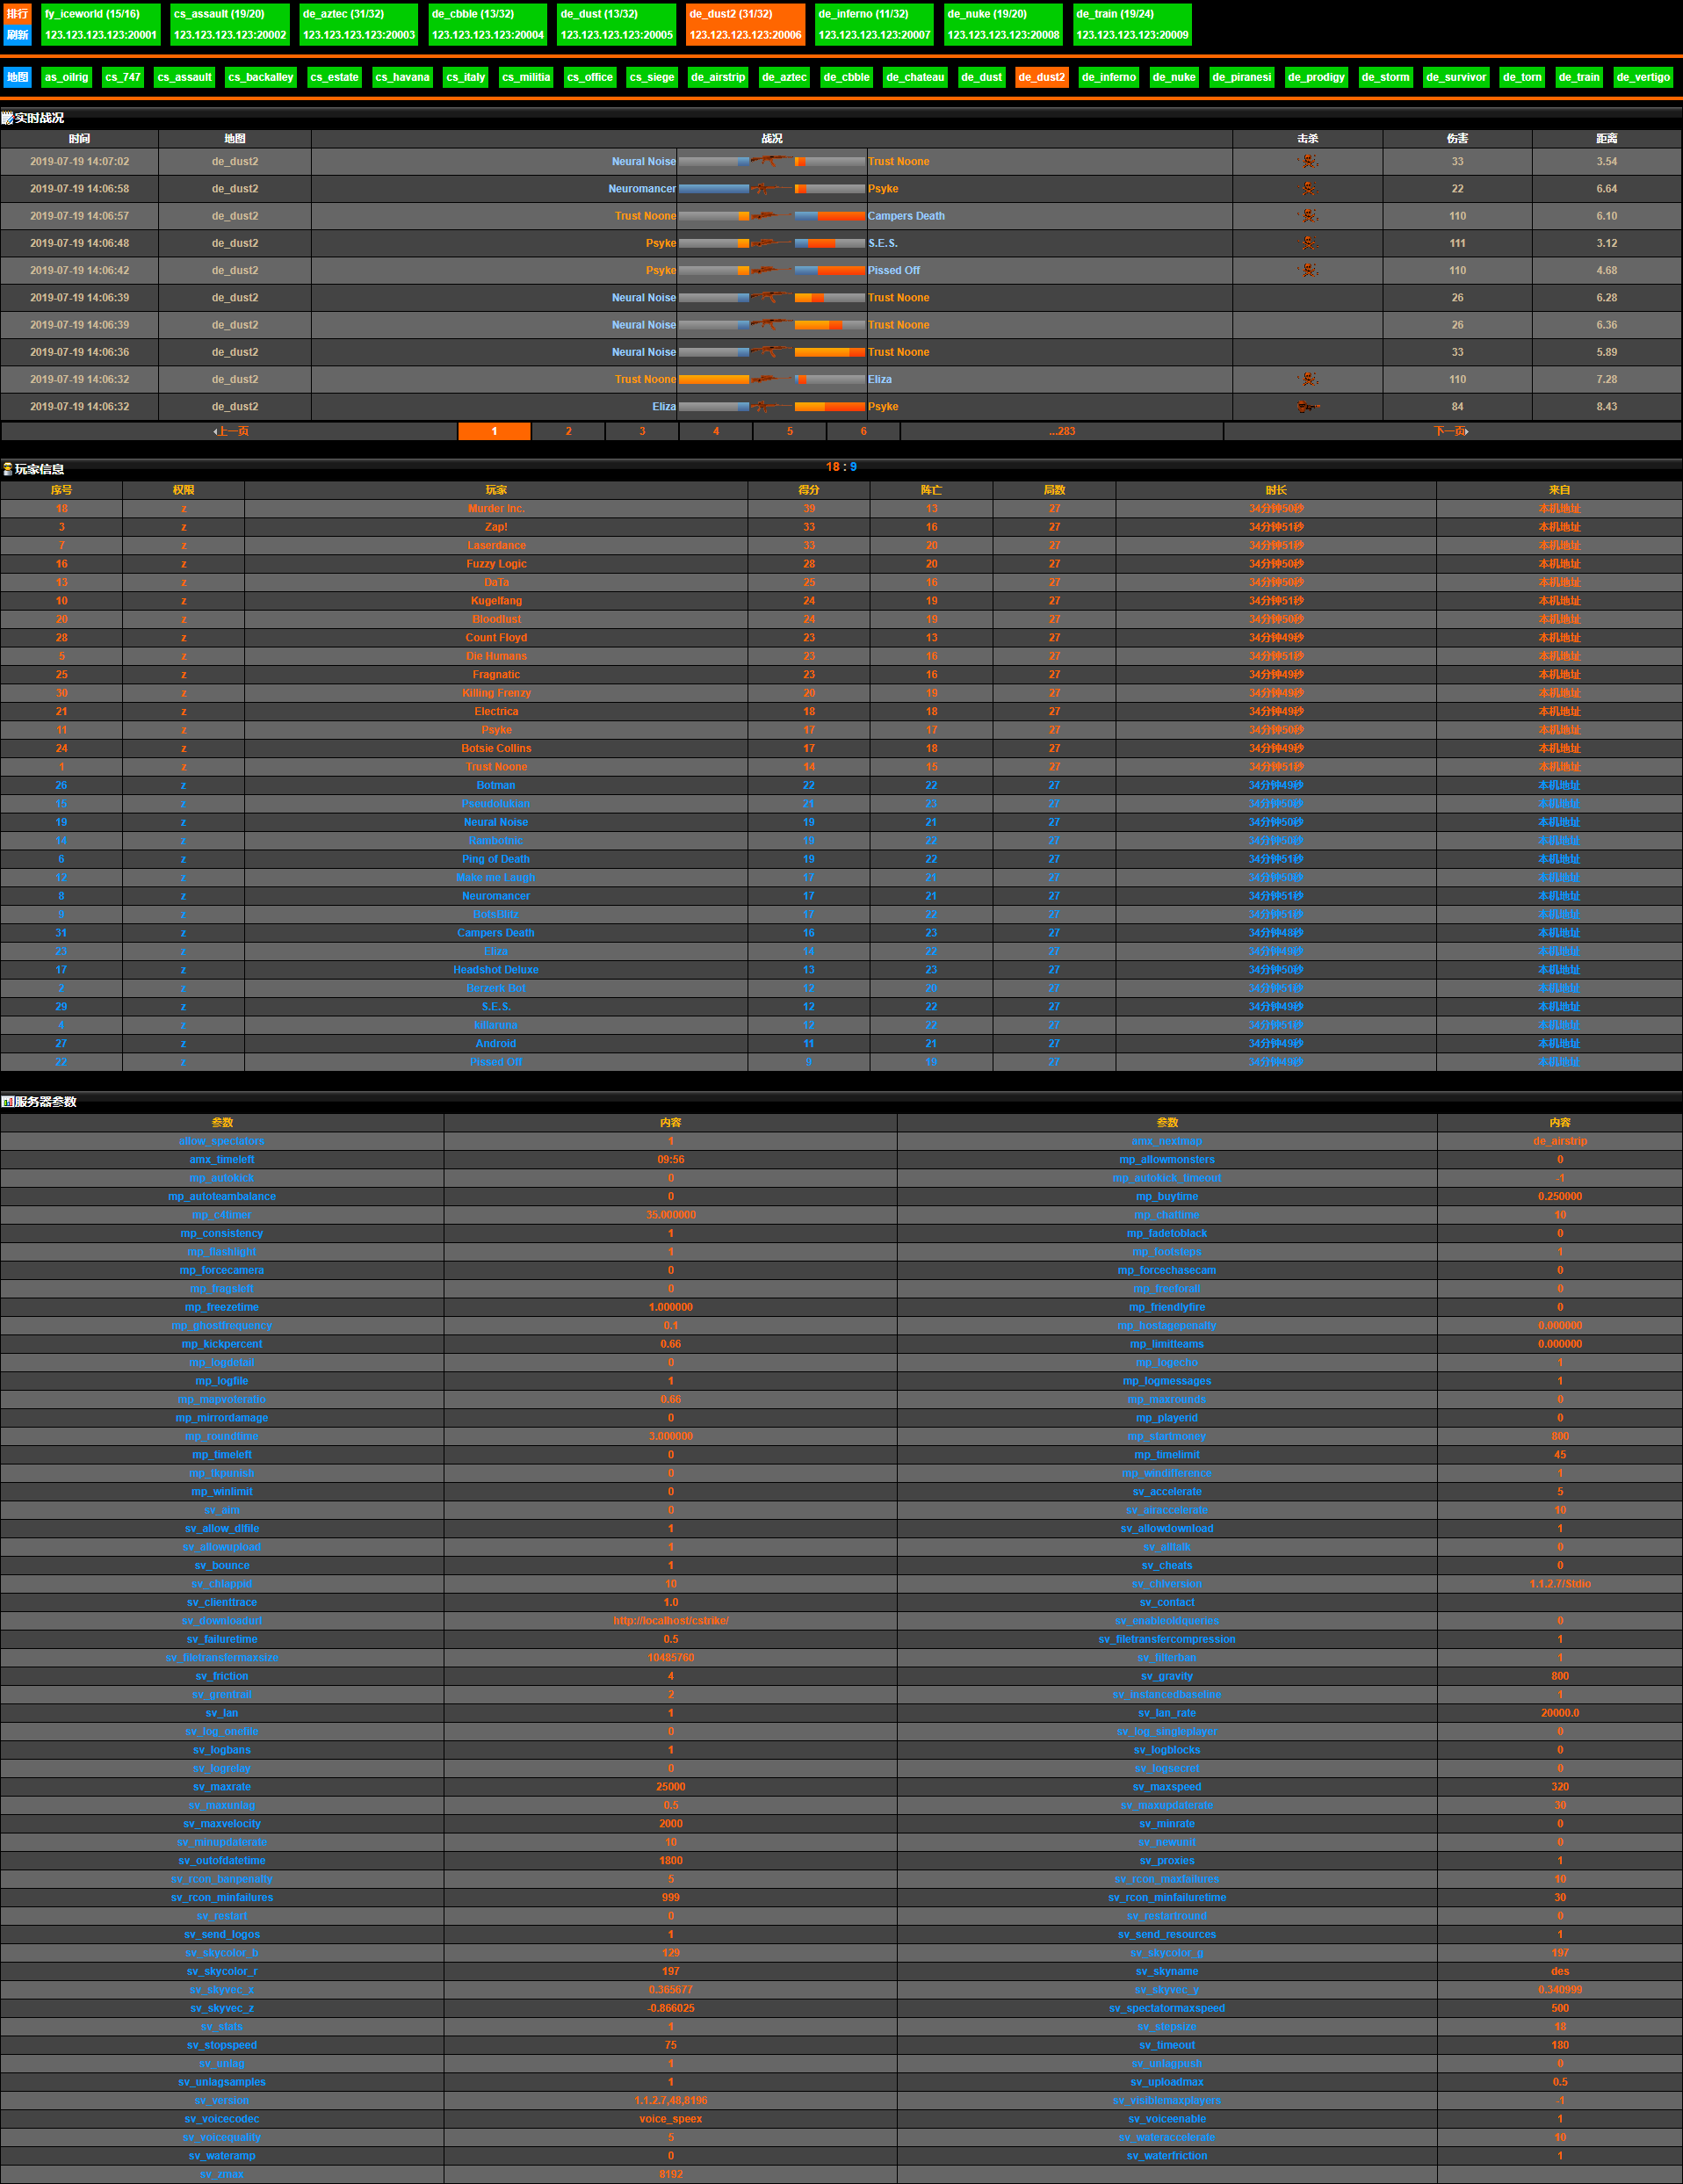 排行 fy_iceworld (15/16) cs_assault (19/20) de_aztec (31/32) de_cbble (13/32) de_dust (13/32) de_dust2 (31/32) de_inferno (11/32) de_nuke (19/20) de_train (19/24)
刷新 123.123.123.123:20001 123.123.123.123:20002 123.123.123.123:20003 123.123.123.123:20004 123.123.123.123:20005 123.123.123.123:20006 123.123.123.123:20007 123.123.123.123:20008 123.123.123.123:20009
地图 as_oilrig cs_747 cs_assault cs_backalley cs_estate cs_havana cs_italy cs_militia cs_office cs_siege de_airstrip de_aztec de_cbble de_chateau de_dust de_dust2 de_inferno de_nuke de_piranesi de_prodigy de_storm de_survivor de_torn de_train de_vertigo
实时战况
时间 地图 战况 击杀 伤害 距离
2019-07-19 14:07:02 de_dust2 Neural Noise Trust Noone 33 3.54
2019-07-19 14:06:58 de_dust2 Neuromancer Psyke 22 6.64
2019-07-19 14:06:57 de_dust2 Trust Noone Campers Death 110 6.10
2019-07-19 14:06:48 de_dust2 Psyke S.E.S. 111 3.12
2019-07-19 14:06:42 de_dust2 Psyke Pissed Off 110 4.68
2019-07-19 14:06:39 de_dust2 Neural Noise Trust Noone 26 6.28
2019-07-19 14:06:39 de_dust2 Neural Noise Trust Noone 26 6.36
2019-07-19 14:06:36 de_dust2 Neural Noise Trust Noone 33 5.89
2019-07-19 14:06:32 de_dust2 Trust Noone Eliza 110 7.28
2019-07-19 14:06:32 de_dust2 Eliza Psyke 84 8.43
上一页 1 2 3 4 5 6 ...283 下一页
玩家信息 18 : 9
序号 权限 玩家 得分 阵亡 局数 时长 来自
18 z Murder Inc. 39 13 27 34分钟50秒 本机地址
3 z Zap! 33 16 27 34分钟51秒 本机地址
7 z Laserdance 33 20 27 34分钟51秒 本机地址
16 z Fuzzy Logic 28 20 27 34分钟50秒 本机地址
13 z DaTa 25 16 27 34分钟50秒 本机地址
10 z Kugelfang 24 19 27 34分钟51秒 本机地址
20 z Bloodlust 24 19 27 34分钟50秒 本机地址
28 z Count Floyd 23 13 27 34分钟49秒 本机地址
5 z Die Humans 23 16 27 34分钟51秒 本机地址
25 z Fragnatic 23 16 27 34分钟49秒 本机地址
30 z Killing Frenzy 20 19 27 34分钟49秒 本机地址
21 z Electrica 18 18 27 34分钟49秒 本机地址
11 z Psyke 17 17 27 34分钟50秒 本机地址
24 z Botsie Collins 17 18 27 34分钟49秒 本机地址
1 z Trust Noone 14 15 27 34分钟51秒 本机地址
26 z Botman 22 22 27 34分钟49秒 本机地址
15 z Pseudolukian 21 23 27 34分钟50秒 本机地址
19 z Neural Noise 19 21 27 34分钟50秒 本机地址
14 z Rambotnic 19 22 27 34分钟50秒 本机地址
6 z Ping of Death 19 22 27 34分钟51秒 本机地址
12 z Make me Laugh 17 21 27 34分钟50秒 本机地址
8 z Neuromancer 17 21 27 34分钟51秒 本机地址
9 z BotsBlitz 17 22 27 34分钟51秒 本机地址
31 z Campers Death 16 23 27 34分钟48秒 本机地址
23 z Eliza 14 22 27 34分钟49秒 本机地址
17 z Headshot Deluxe 13 23 27 34分钟50秒 本机地址
2 z Berzerk Bot 12 20 27 34分钟51秒 本机地址
29 z S.E.S. 12 22 27 34分钟49秒 本机地址
4 z killaruna 12 22 27 34分钟51秒 本机地址
27 z Android 11 21 27 34分钟49秒 本机地址
22 z Pissed Off 9 19 27 34分钟49秒 本机地址
服务器参数
参数 内容 参数 内容
allow_spectators 1 amx_nextmap de_airstrip
amx_timeleft 09:56 mp_allowmonsters 0
mp_autokick 0 mp_autokick_timeout -1
mp_autoteambalance 0 mp_buytime 0.250000
mp_c4timer 35.000000 mp_chattime 10
mp_consistency 1 mp_fadetoblack 0
mp_flashlight 1 mp_footsteps 1
mp_forcecamera 0 mp_forcechasecam 0
mp_fragsleft 0 mp_freeforall 0
mp_freezetime 1.000000 mp_friendlyfire 0
mp_ghostfrequency 0.1 mp_hostagepenalty 0.000000
mp_kickpercent 0.66 mp_limitteams 0.000000
mp_logdetail 0 mp_logecho 1
mp_logfile 1 mp_logmessages 1
mp_mapvoteratio 0.66 mp_maxrounds 0
mp_mirrordamage 0 mp_playerid 0
mp_roundtime 3.000000 mp_startmoney 800
mp_timeleft 0 mp_timelimit 45
mp_tkpunish 0 mp_windifference 1
mp_winlimit 0 sv_accelerate 5
sv_aim 0 sv_airaccelerate 10
sv_allow_dlfile 1 sv_allowdownload 1
sv_allowupload 1 sv_alltalk 0
sv_bounce 1 sv_cheats 0
sv_chlappid 10 sv_chlversion 1.1.2.7/Stdio
sv_clienttrace 1.0 sv_contact
sv_downloadurl http://localhost/cstrike/ sv_enableoldqueries 0
sv_failuretime 0.5 sv_filetransfercompression 1
sv_filetransfermaxsize 10485760 sv_filterban 1
sv_friction 4 sv_gravity 800
sv_grentrail 2 sv_instancedbaseline 1
sv_lan 1 sv_lan_rate 20000.0
sv_log_onefile 0 sv_log_singleplayer 0
sv_logbans 1 sv_logblocks 0
sv_logrelay 0 sv_logsecret 0
sv_maxrate 25000 sv_maxspeed 320
sv_maxunlag 0.5 sv_maxupdaterate 30
sv_maxvelocity 2000 sv_minrate 0
sv_minupdaterate 10 sv_newunit 0
sv_outofdatetime 1800 sv_proxies 1
sv_rcon_banpenalty 5 sv_rcon_maxfailures 10
sv_rcon_minfailures 999 sv_rcon_minfailuretime 30
sv_restart 0 sv_restartround 0
sv_send_logos 1 sv_send_resources 1
sv_skycolor_b 129 sv_skycolor_g 197
sv_skycolor_r 197 sv_skyname des
sv_skyvec_x 0.365677 sv_skyvec_y 0.340999
sv_skyvec_z -0.866025 sv_spectatormaxspeed 500
sv_stats 1 sv_stepsize 18
sv_stopspeed 75 sv_timeout 180
sv_unlag 1 sv_unlagpush 0
sv_unlagsamples 1 sv_uploadmax 0.5
sv_version 1.1.2.7,48,8196 sv_visiblemaxplayers -1
sv_voicecodec voice_speex sv_voiceenable 1
sv_voicequality 5 sv_wateraccelerate 10
sv_wateramp 0 sv_waterfriction 1
sv_zmax 8192